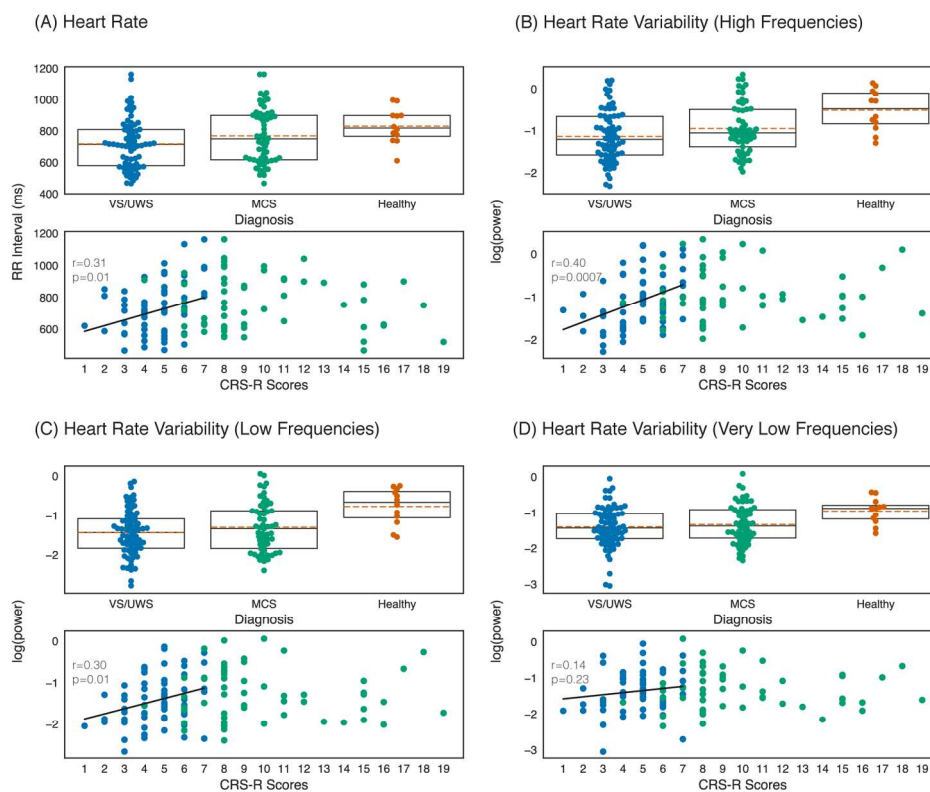 (A) Heart Rate
1200
1000
800
600
400
VS/UWS MCS Healthy
Diagnosis
RR Interval (ms)
1200
1000
800
600
r=0.31
p=0.01
1 2 3 4 5 6 7 8 9 10 11 12 13 14 15 16 17 18 19
CRS-R Scores
(B) Heart Rate Variability (High Frequencies)
0
−1
−2
VS/UWS MCS Healthy
Diagnosis
log(power)
0
−1
−2
r=0.40
p=0.0007
1 2 3 4 5 6 7 8 9 10 11 12 13 14 15 16 17 18 19
CRS-R Scores
(C) Heart Rate Variability (Low Frequencies)
0
−1
−2
VS/UWS MCS Healthy
Diagnosis
log(power)
0
−1
−2
r=0.30
p=0.01
1 2 3 4 5 6 7 8 9 10 11 12 13 14 15 16 17 18 19
CRS-R Scores
(D) Heart Rate Variability (Very Low Frequencies)
0
−1
−2
−3
VS/UWS MCS Healthy
Diagnosis
log(power)
0
−1
−2
−3
r=0.14
p=0.23
1 2 3 4 5 6 7 8 9 10 11 12 13 14 15 16 17 18 19
CRS-R Scores